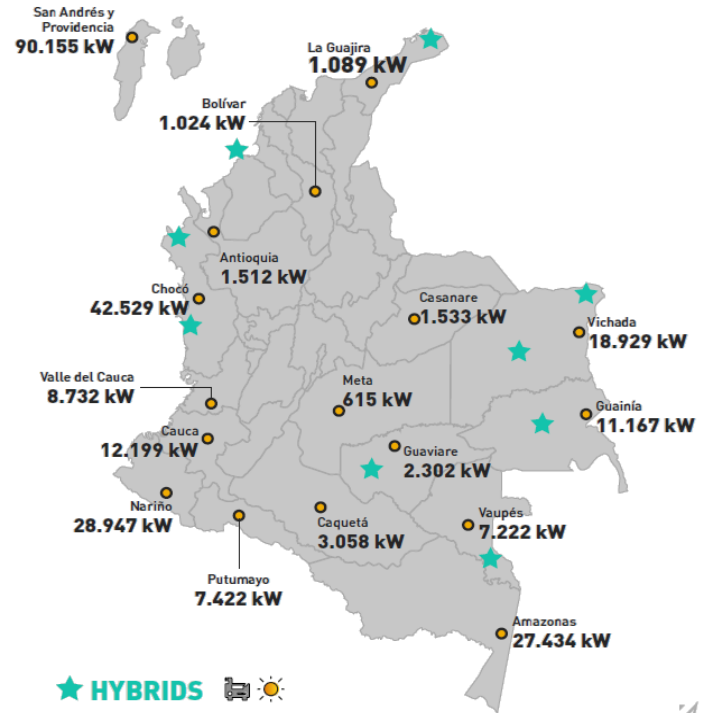 San Andrés y
Providencia
90.155 kW
La Guajira
1.089 kW
Bolívar
1.024 kW
Antioquia
1.512 kW
Chocó
42.529 kW
Casanare
1.533 kW
Vichada
18.929 kW
Valle del Cauca
8.732 kW
Meta
615 kW
Guainía
11.167 kW
Cauca
12.199 kW
Guaviare
2.302 kW
Nariño
28.947 kW
Caquetá
3.058 kW
Vaupés
7.222 kW
Putumayo
7.422 kW
Amazonas
27.434 kW
HYBRIDS